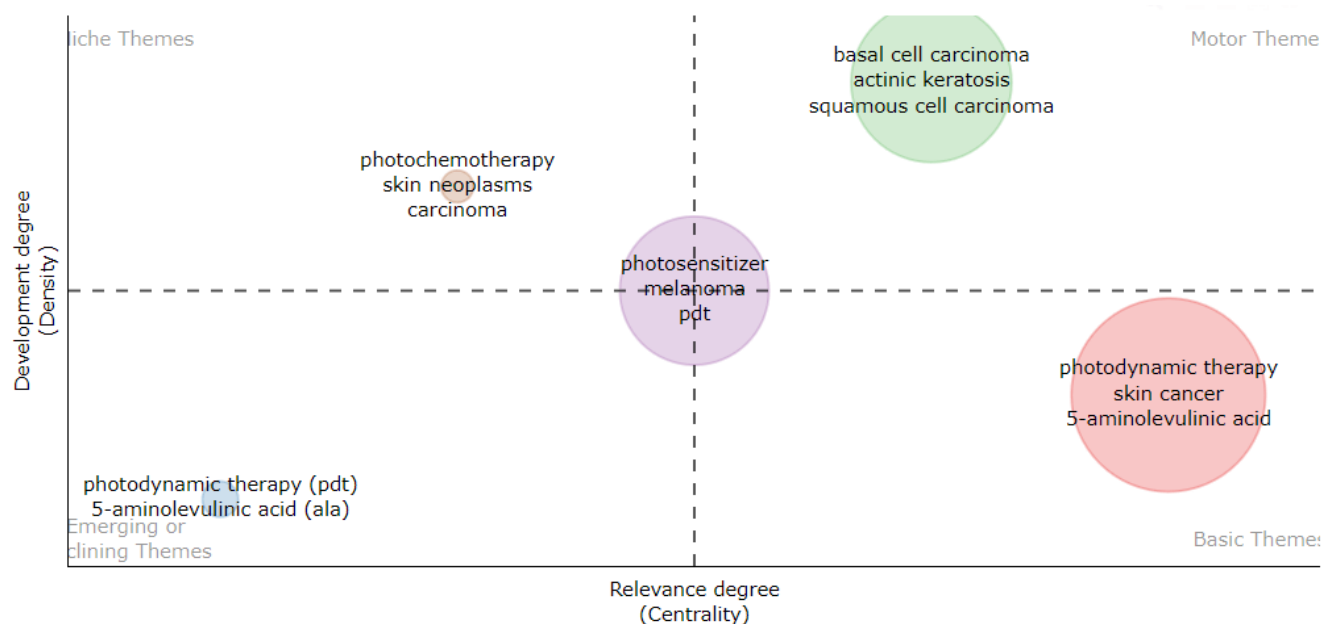 liche Themes
Motor Theme
basal cell carcinoma
actinic keratosis
squamous cell carcinoma
photochemotherapy
skin neoplasms
carcinoma
Development degree
(Density)
photosensitizer
melanoma
pdt
photodynamic therapy
skin cancer
5-aminolevulinic acid
photodynamic therapy (pdt)
5-aminolevulinic acid (ala)
Emerging or
clining Themes
Basic Themes
Relevance degree
(Centrality)